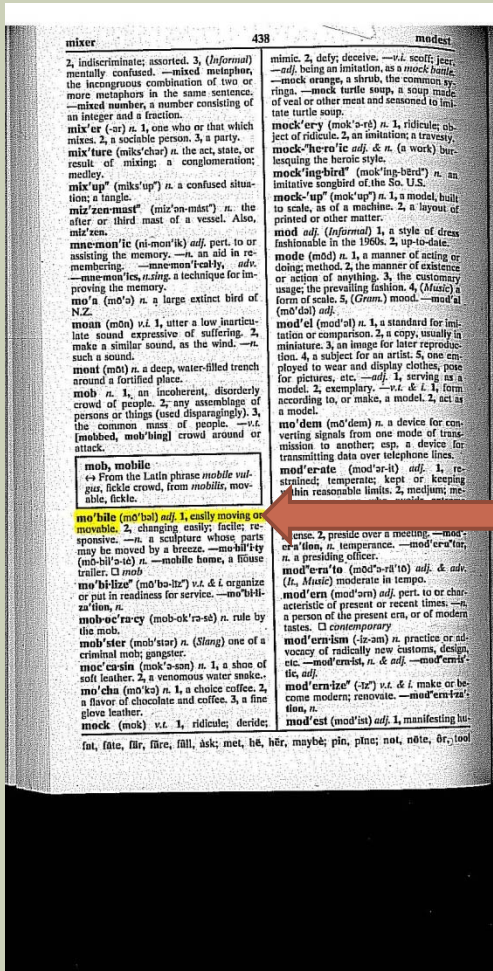 mixer 438 modest
2, indiscriminate; assorted. 3, (Informal)
mentally confused. —mixed metaphor,
the incongruous combination of two or
more metaphors in the same sentence.
—mixed number, a number consisting of
an integer and a fraction.
mix'er (-ər) n. 1, one who or that which
mixes. 2, a sociable person. 3, a party.
mix'ture (miks'chər) n. the act, state, or
result of mixing; a conglomeration;
medley.
mix'up" (miks'up") n. a confused situa-
tion; a tangle.
miz'zen·mast" (miz'ən-mást") n. the
after or third mast of a vessel. Also,
miz'zen.
mne·mon'ic (ni-mon'ik) adj. pert. to or
assisting the memory. —n. an aid in re-
membering. —mne·mon'i·cal·ly, adv.
—mne·mon'ics, n.sing. a technique for im-
proving the memory.
mo'a (mō'ə) n. a large extinct bird of
N.Z.
moan (mōn) v.i. 1, utter a low inarticu-
late sound expressive of suffering. 2,
make a similar sound, as the wind. —n.
such a sound.
moat (mōt) n. a deep, water-filled trench
around a fortified place.
mob n. 1, an incoherent, disorderly
crowd of people. 2, any assemblage of
persons or things (used disparagingly). 3,
the common mass of people. —v.t.
[mobbed, mob'bing] crowd around or
attack.
mob, mobile
↔ From the Latin phrase mobile vul-
gus, fickle crowd, from mobilis, mov-
able, fickle.
mo'bile (mō'bəl) adj. 1, easily moving or
movable. 2, changing easily; facile; re-
sponsive. —n. a sculpture whose parts
may be moved by a breeze. —mo·bil'i·ty
(mō-bil'ə-tė) n. —mobile home, a house
trailer. □ mob
mo'bi·lize" (mō'bə-līz") v.t. & i. organize
or put in readiness for service. —mo"bi·li-
za'tion, n.
mob·oc'ra·cy (mob-ok'rə-sė) n. rule by
the mob.
mob'ster (mob'stər) n. (Slang) one of a
criminal mob; gangster.
moc'ca·sin (mok'ə-sən) n. 1, a shoe of
soft leather. 2, a venomous water snake.
mo'cha (mō'kə) n. 1, a choice coffee. 2,
a flavor of chocolate and coffee. 3, a fine
glove leather.
mock (mok) v.t. 1, ridicule; deride;
mimic. 2, defy; deceive. —v.i. scoff; jeer.
—adj. being an imitation, as a mock battle.
—mock orange, a shrub, the common sy-
ringa. —mock turtle soup, a soup made
of veal or other meat and seasoned to imi-
tate turtle soup.
mock'er·y (mok'ə-rė) n. 1, ridicule; ob-
ject of ridicule. 2, an imitation; a travesty.
mock-"he·ro'ic adj. & n. (a work) bur-
lesquing the heroic style.
mock'ing·bird" (mok'ing-bẽrd") n. an
imitative songbird of the So. U.S.
mock-'up" (mok'up") n. 1, a model, built
to scale, as of a machine. 2, a layout of
printed or other matter.
mod adj. (Informal) 1, a style of dress
fashionable in the 1960s. 2, up-to-date.
mode (mōd) n. 1, a manner of acting or
doing; method. 2, the manner of existence
or action of anything. 3, the customary
usage; the prevailing fashion. 4, (Music) a
form of scale. 5, (Gram.) mood. —mod'al
(mō'dəl) adj.
mod'el (mod'əl) n. 1, a standard for imi-
tation or comparison. 2, a copy, usually in
miniature. 3, an image for later reproduc-
tion. 4, a subject for an artist. 5, one em-
ployed to wear and display clothes, pose
for pictures, etc. —adj. 1, serving as a
model. 2, exemplary. —v.t. & i. 1, form
according to, or make, a model. 2, act as
a model.
mo'dem (mō'dem) n. a device for con-
verting signals from one mode of trans-
mission to another; esp. a device for
transmitting data over telephone lines.
mod'er·ate (mod'ər-it) adj. 1, re-
strained; temperate; kept or keeping
within reasonable limits. 2, medium; me-
2, preside over a meeting. —mod"-
er·a'tion, n. temperance. —mod'er·a"tor,
n. a presiding officer.
mod"e·ra'to (mod"ə-rä'tō) adj. & adv.
(It., Music) moderate in tempo.
mod'ern (mod'ərn) adj. pert. to or char-
acteristic of present or recent times. —n.
a person of the present era, or of modern
tastes. □ contemporary
mod'ern·ism (-iz-əm) n. practice or ad-
vocacy of radically new customs, design,
etc. —mod'ern·ist, n. & adj. —mod"ern·is'-
tic, adj.
mod'ern·ize" (-īz") v.t. & i. make or be-
come modern; renovate. —mod"ern·i·za'-
tion, n.
mod'est (mod'ist) adj. 1, manifesting hu-
fat, fāte, fär, fãre, fâll, ásk; met, hē, hẽr, maybė; pin, pīne; not, nōte, ôr, tool